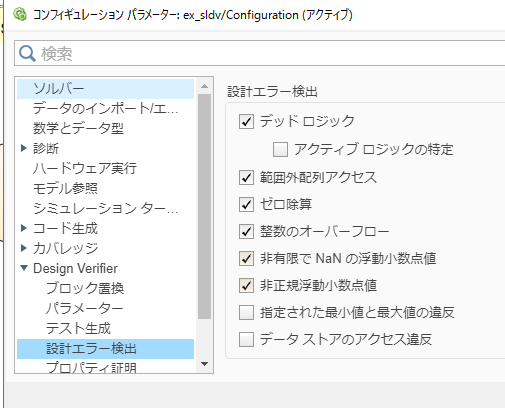 コンフィギュレーション パラメーター: ex_sldv/Configuration (アクティブ)
検索
ソルバー
データのインポート/エ...
数学とデータ型
診断
ハードウェア実行
モデル参照
シミュレーション ター...
コード生成
カバレッジ
Design Verifier
ブロック置換
パラメーター
テスト生成
設計エラー検出
プロパティ証明
設計エラー検出
デッド ロジック
アクティブ ロジックの特定
範囲外配列アクセス
ゼロ除算
整数のオーバーフロー
非有限で NaN の浮動小数点値
非正規浮動小数点値
指定された最小値と最大値の違反
データ ストアのアクセス違反